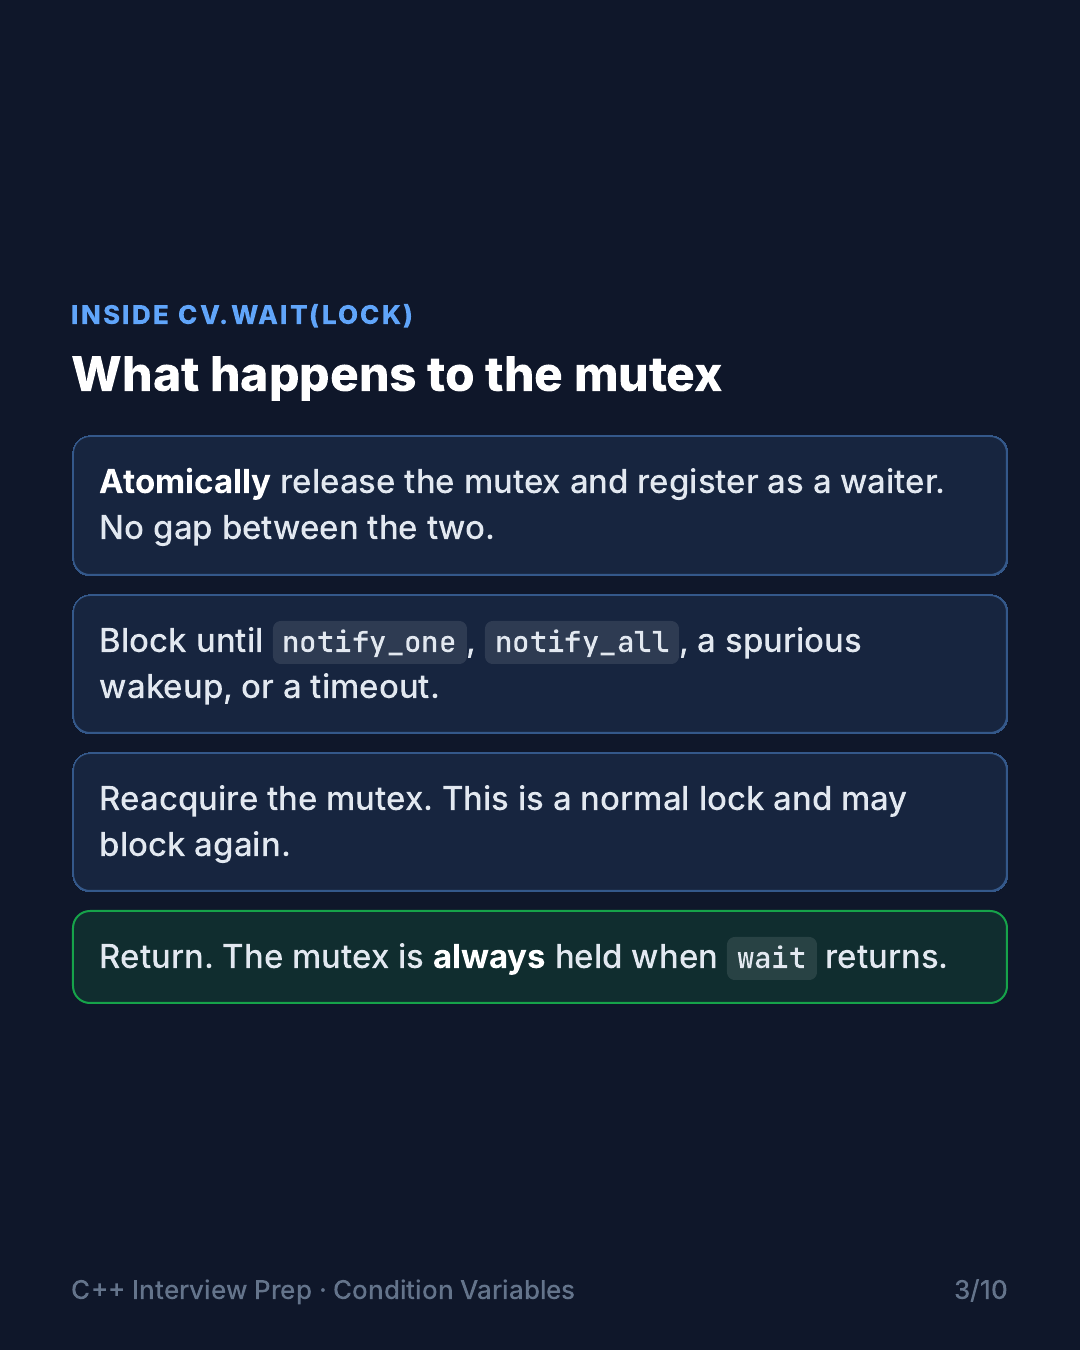 INSIDE CV.WAIT(LOCK)
What happens to the mutex
Atomically release the mutex and register as a waiter.
No gap between the two.
Block until notify_one, notify_all, a spurious
wakeup, or a timeout.
Reacquire the mutex. This is a normal lock and may
block again.
Return. The mutex is always held when wait returns.
C++ Interview Prep · Condition Variables
3/10